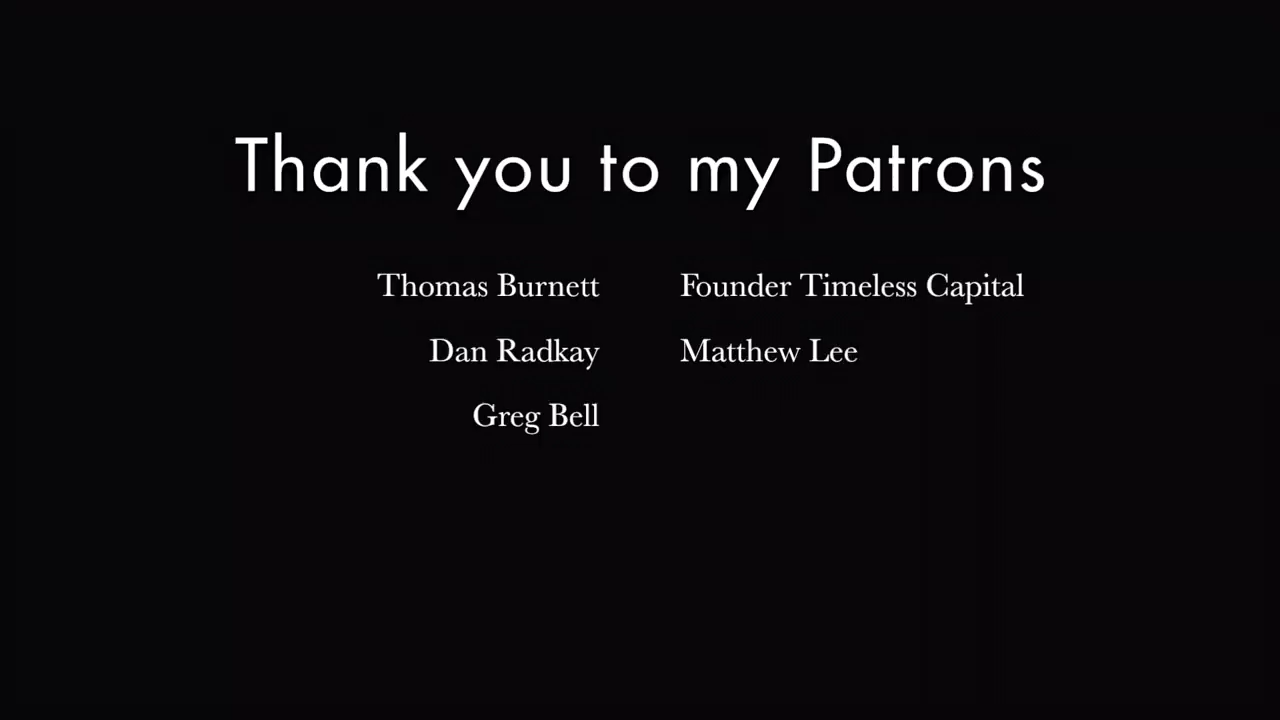 Thank you to my Patrons
Thomas Burnett
Founder Timeless Capital
Dan Radkay
Matthew Lee
Greg Bell